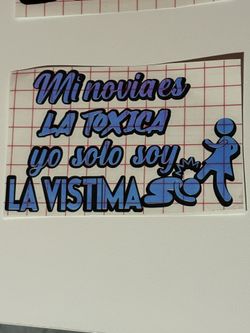 Mi novia es
LA TOXICA
yo solo soy
LA VISTIMA